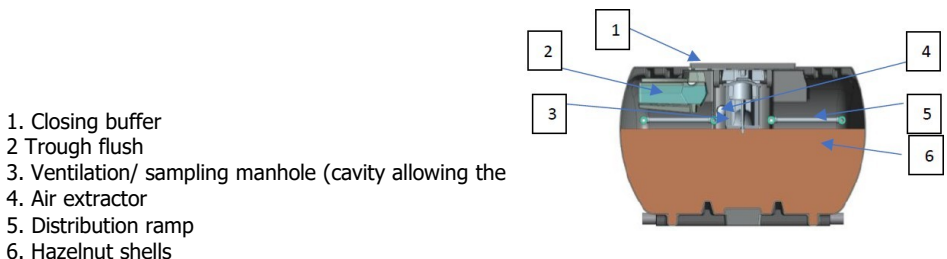 1
2
4
3
5
6
1. Closing buffer
2 Trough flush
3. Ventilation/ sampling manhole (cavity allowing the
4. Air extractor
5. Distribution ramp
6. Hazelnut shells